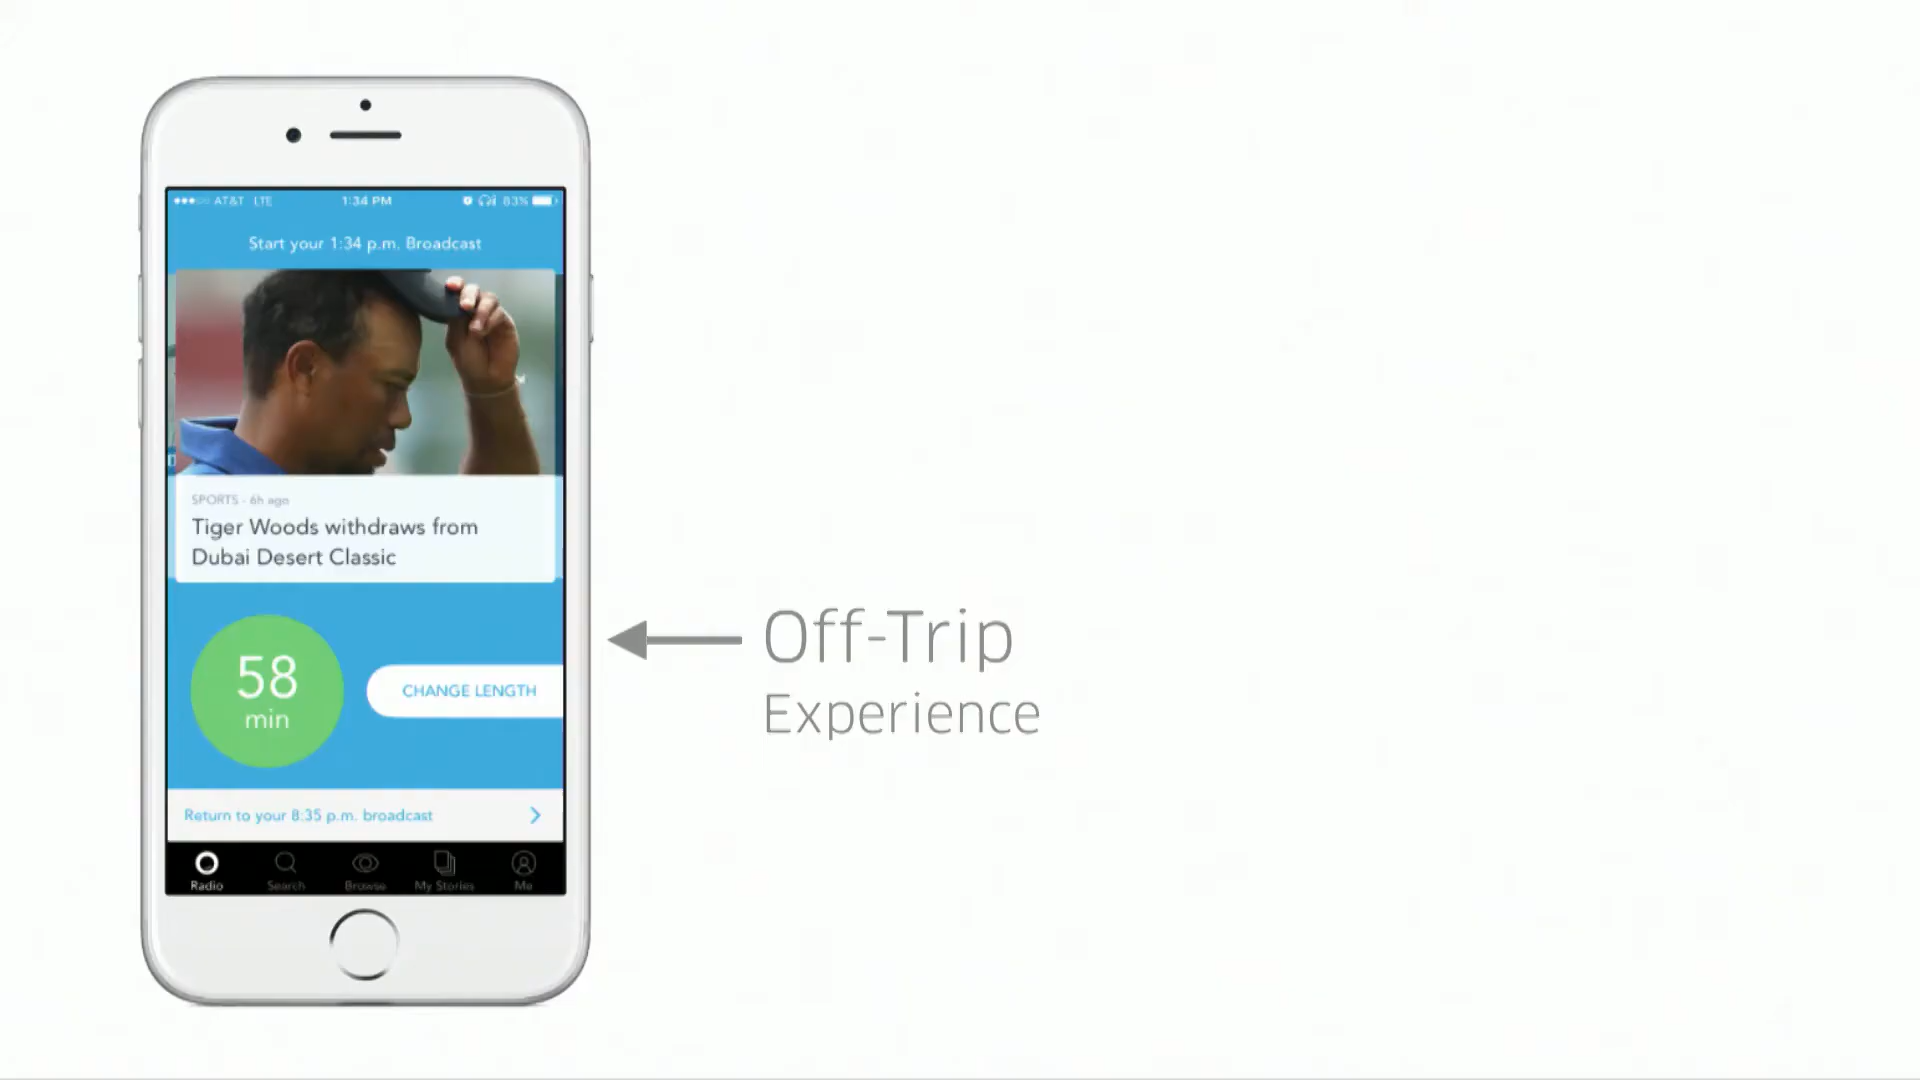 AT&T LTE 1:34 PM 83%
Start your 1:34 p.m. Broadcast
SPORTS - 6h ago
Tiger Woods withdraws from
Dubai Desert Classic
58
min
CHANGE LENGTH
Return to your 8:35 p.m. broadcast
Radio Search Browse My Stories Me
Off-Trip
Experience